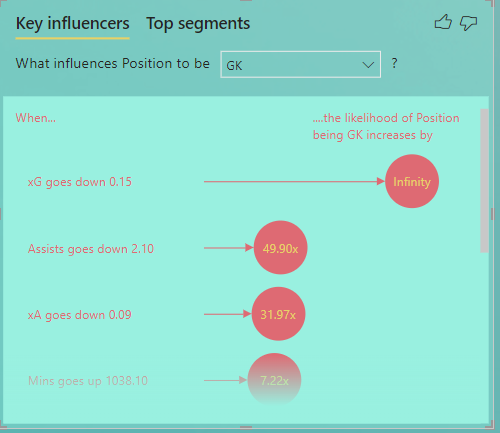 Key influencers Top segments
What influences Position to be GK ?
When...
....the likelihood of Position
being GK increases by
xG goes down 0.15 Infinity
Assists goes down 2.10 49.90x
xA goes down 0.09 31.97x
Mins goes up 1038.10 7.22x